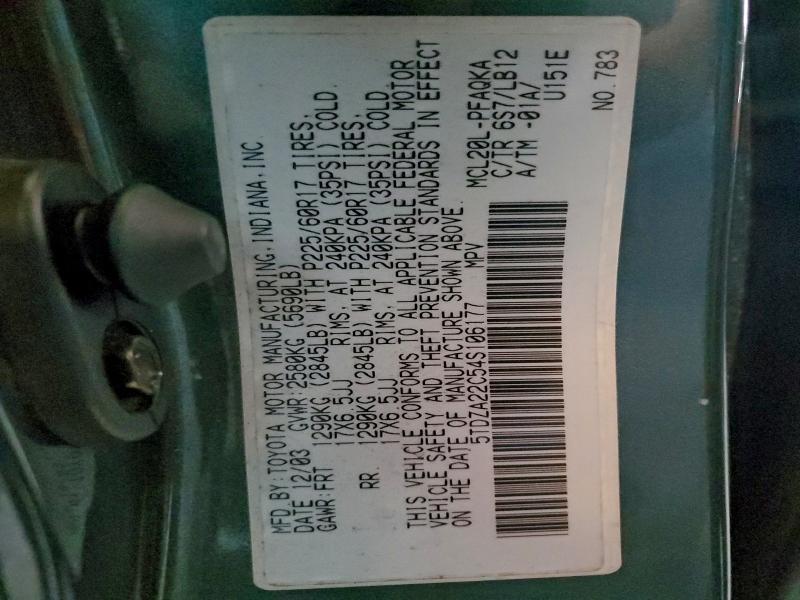 MFD. BY: TOYOTA MOTOR MANUFACTURING, INDIANA, INC.
DATE 12/03 GVWR: 2580KG (5690LB)
GAWR: FRT 1290KG (2845LB) WITH P225/60R17 TIRES,
17X6.5JJ RIMS, AT 240KPA (35PSI) COLD.
RR. 1290KG (2845LB) WITH P225/60R17 TIRES,
17X6.5JJ RIMS, AT 240KPA (35PSI) COLD.
THIS VEHICLE CONFORMS TO ALL APPLICABLE FEDERAL MOTOR
VEHICLE SAFETY AND THEFT PREVENTION STANDARDS IN EFFECT
ON THE DATE OF MANUFACTURE SHOWN ABOVE.
5TDZA22C54S106177 MPV
MCL20L-PFAQKA
C/TR 6S7/LB12
A/TM -01A/
U151E
NO. 783